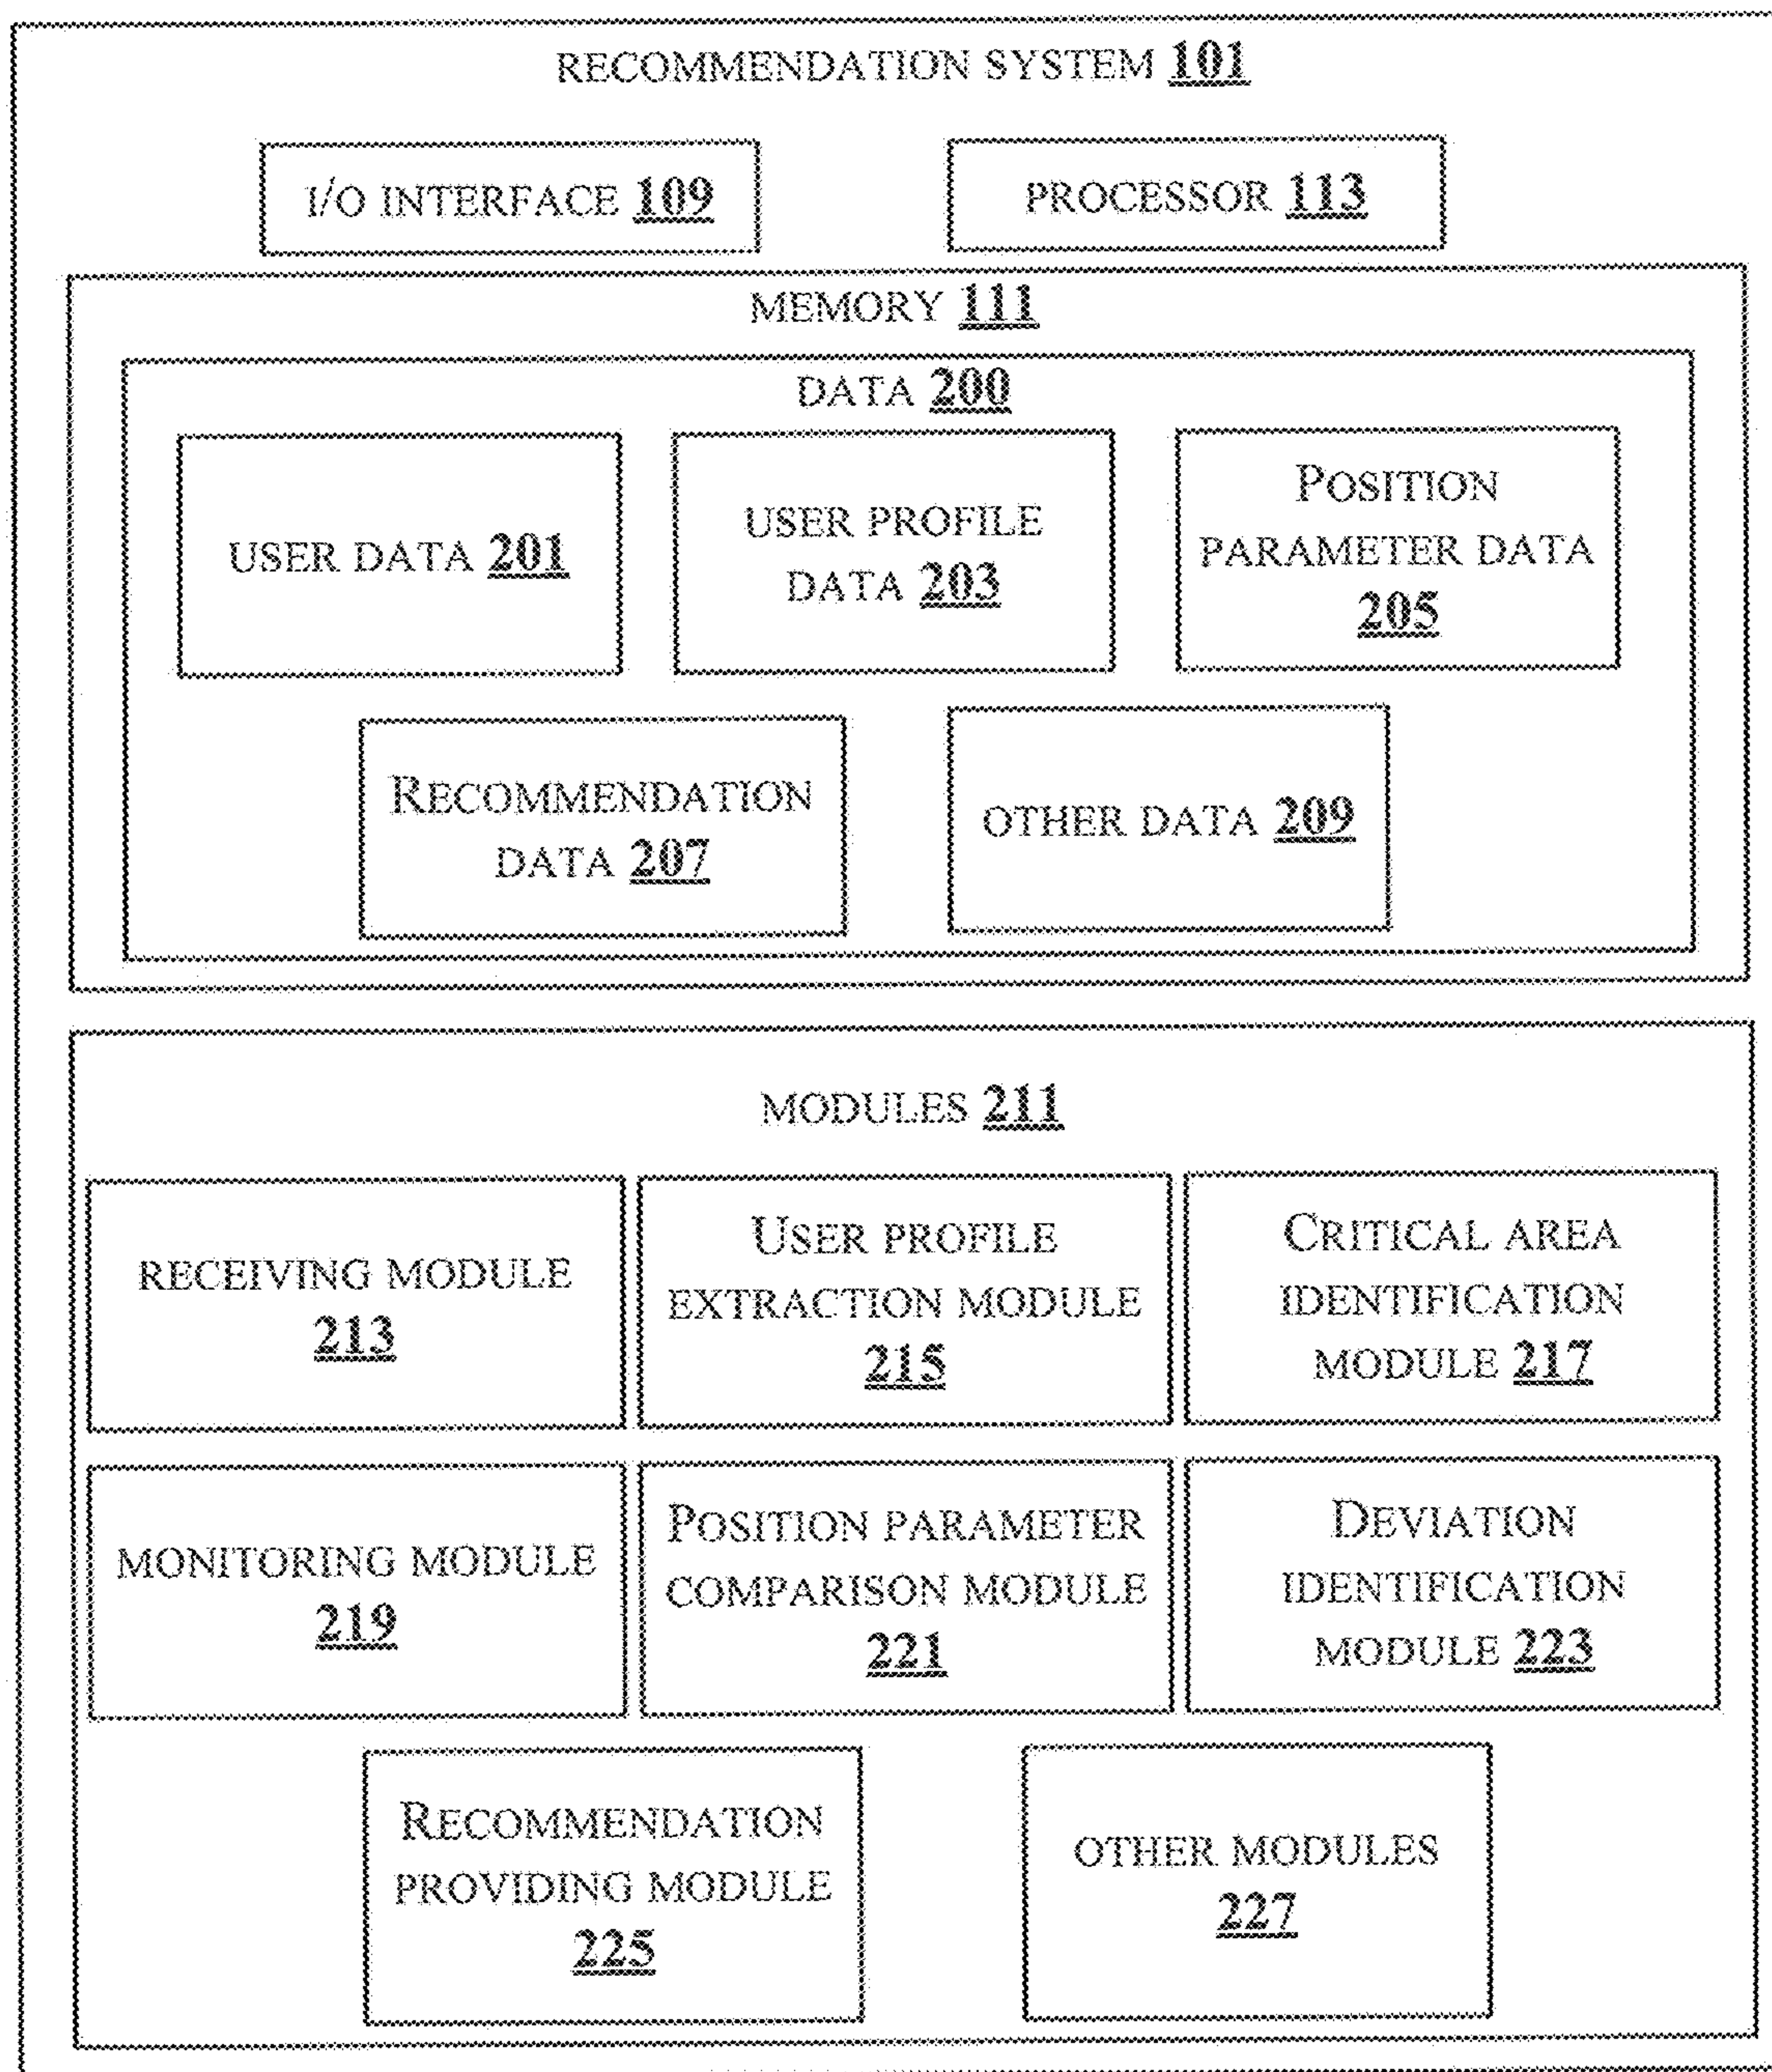 RECOMMENDATION SYSTEM 101
I/O INTERFACE 109
PROCESSOR 113
MEMORY 111
DATA 200
USER DATA 201
USER PROFILE
DATA 203
POSITION
PARAMETER DATA
205
RECOMMENDATION
DATA 207
OTHER DATA 209
MODULES 211
RECEIVING MODULE
213
USER PROFILE
EXTRACTION MODULE
215
CRITICAL AREA
IDENTIFICATION
MODULE 217
MONITORING MODULE
219
POSITION PARAMETER
COMPARISON MODULE
221
DEVIATION
IDENTIFICATION
MODULE 223
RECOMMENDATION
PROVIDING MODULE
225
OTHER MODULES
227